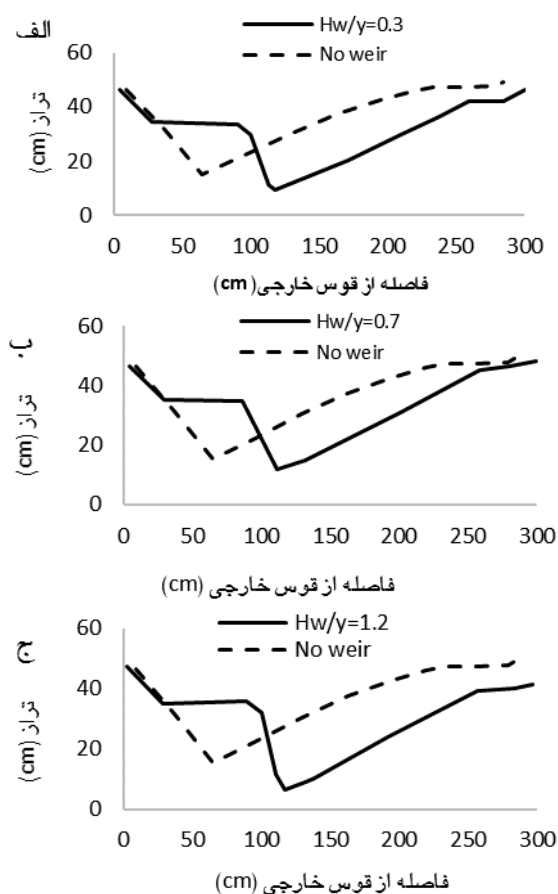 الف
Hw/y=0.3
No weir
60
40
20
0
تراز (cm)
0 50 100 150 200 250 300
فاصله از قوس خارجی(cm)
ب
Hw/y=0.7
No weir
60
40
20
0
تراز (cm)
0 50 100 150 200 250 300
فاصله از قوس خارجی (cm)
ج
Hw/y=1.2
No weir
60
40
20
0
تراز (cm)
0 50 100 150 200 250 300
فاصله از قوس خارجی (cm)